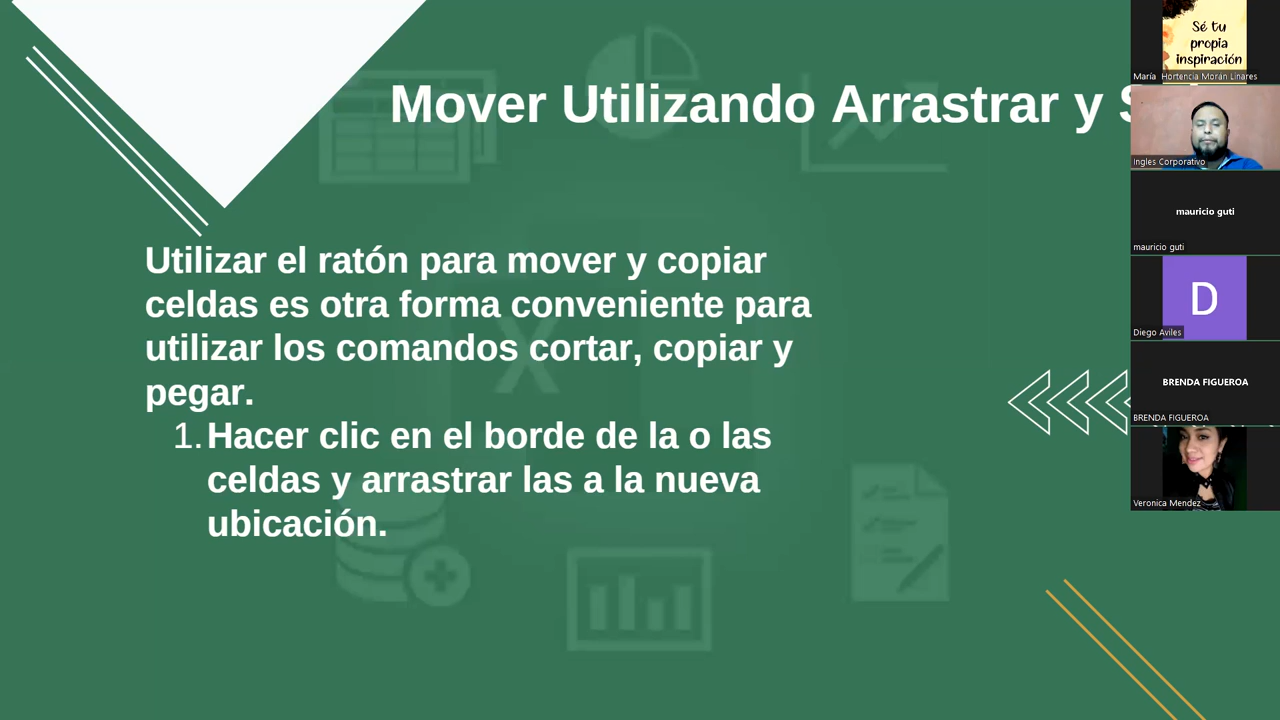 Mover Utilizando Arrastrar y S
Utilizar el ratón para mover y copiar
celdas es otra forma conveniente para
utilizar los comandos cortar, copiar y
pegar.
1. Hacer clic en el borde de la o las
celdas y arrastrar las a la nueva
ubicación.
Sé tu
propia
inspiración
María Hortencia Morán Linares
Ingles Corporativo
mauricio guti
mauricio guti
D
Diego Aviles
BRENDA FIGUEROA
BRENDA FIGUEROA
Veronica Mendez